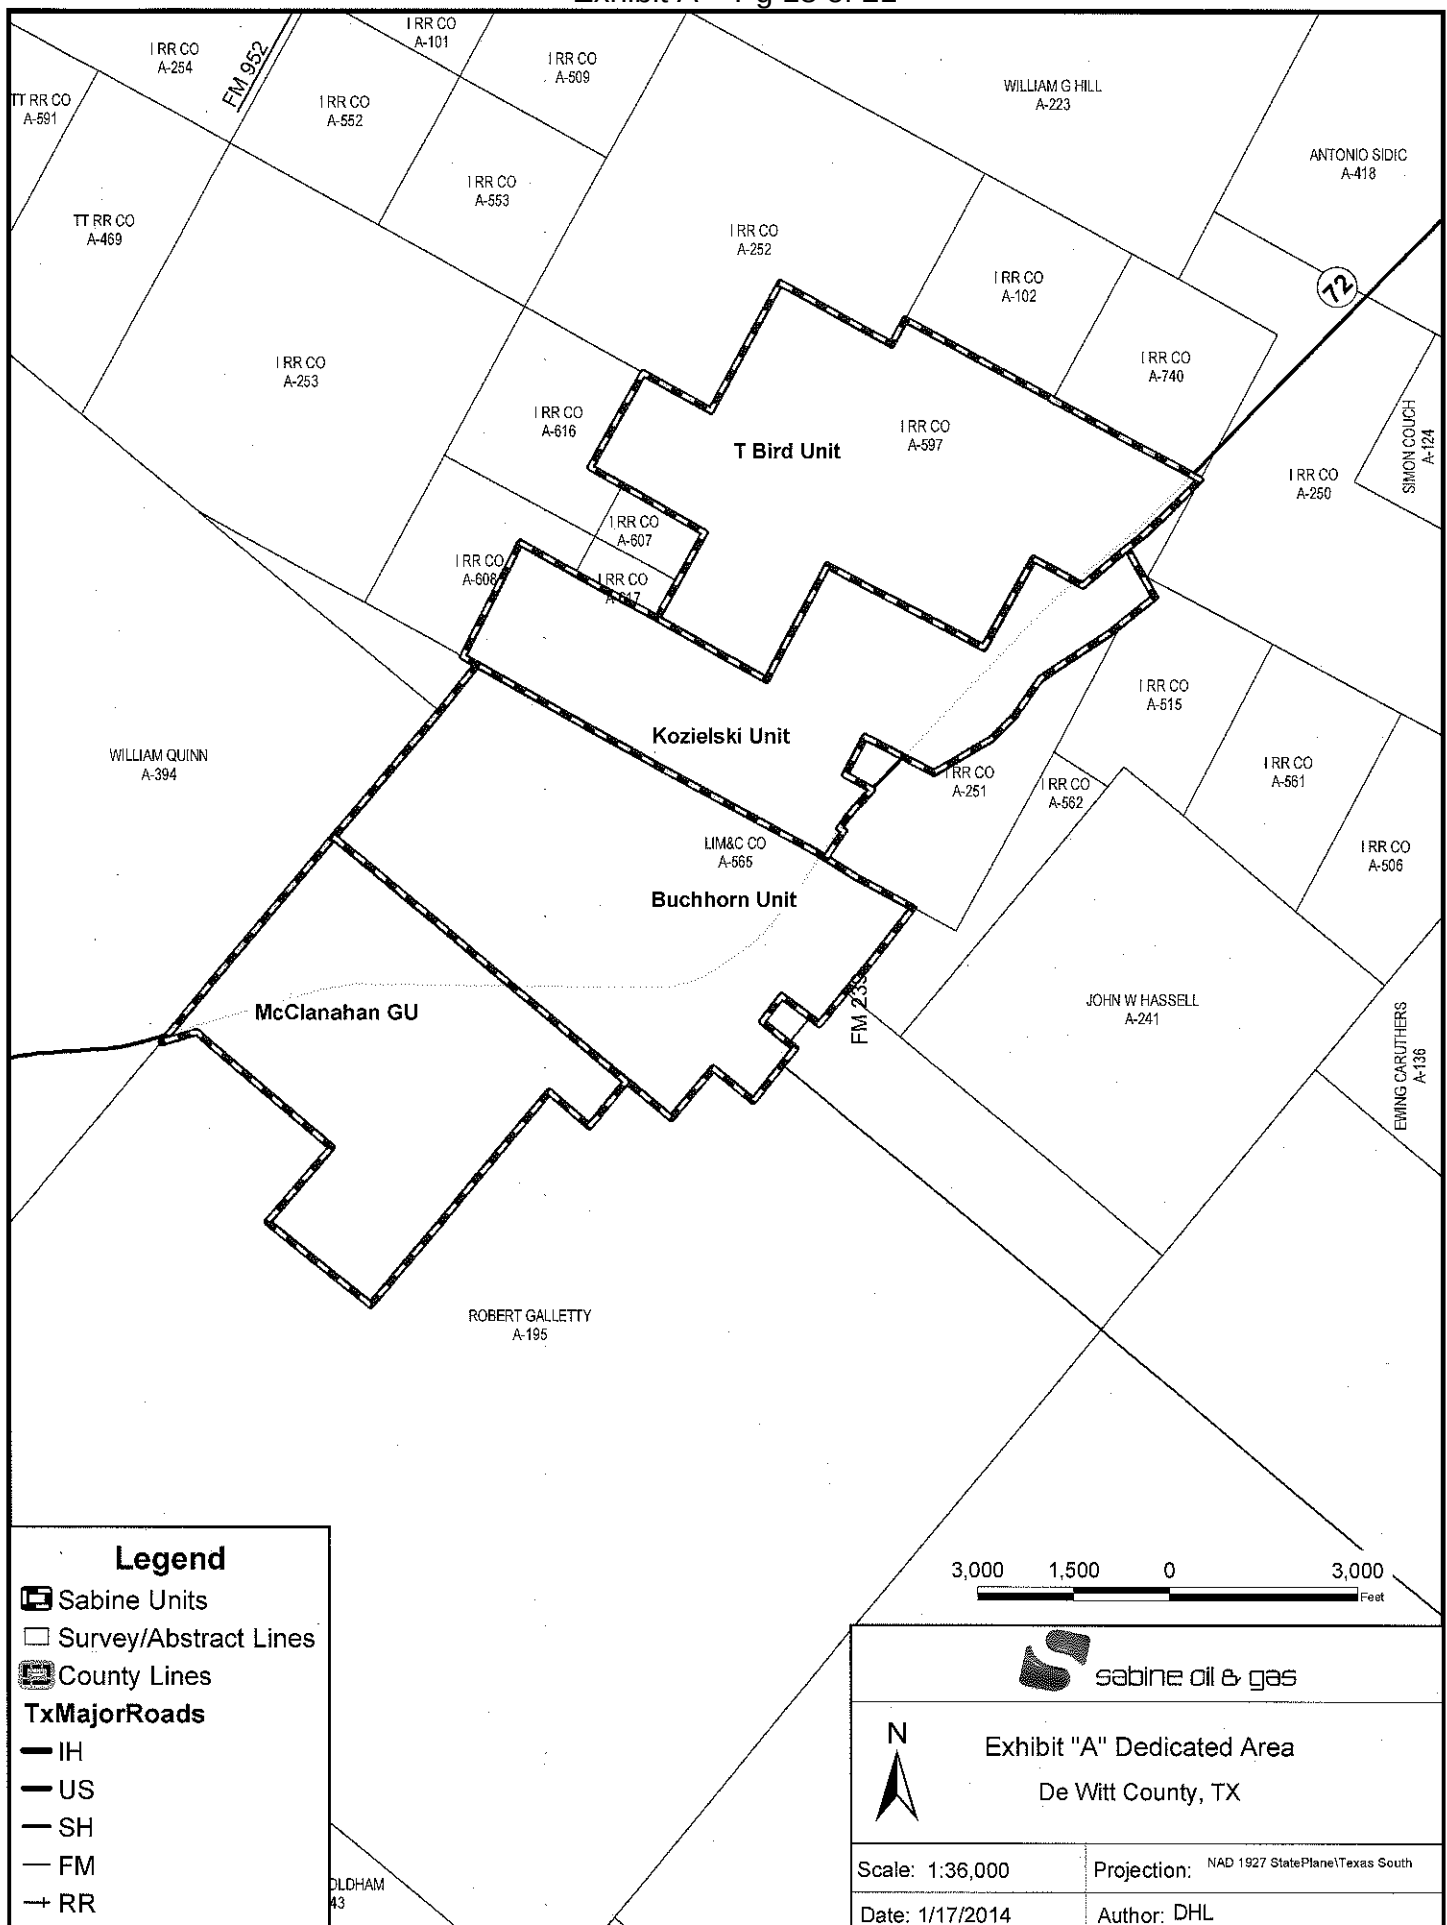 I RR CO
A-254
FM 952
I RR CO
A-101
I RR CO
A-509
WILLIAM G HILL
A-223
TT RR CO
A-591
I RR CO
A-552
ANTONIO SIDIC
A-418
I RR CO
A-553
TT RR CO
A-469
I RR CO
A-252
I RR CO
A-102
72
I RR CO
A-253
I RR CO
A-740
I RR CO
A-616
I RR CO
A-597
T Bird Unit
SIMON COUCH
A-124
I RR CO
A-250
I RR CO
A-607
I RR CO
A-608
I RR CO
A-617
I RR CO
A-515
Kozielski Unit
WILLIAM QUINN
A-394
I RR CO
A-251
I RR CO
A-562
I RR CO
A-561
LIM&C CO
A-565
I RR CO
A-506
Buchhorn Unit
McClanahan GU
FM 239
JOHN W HASSELL
A-241
EWING CARUTHERS
A-136
ROBERT GALLETTY
A-195
Legend
Sabine Units
Survey/Abstract Lines
County Lines
TxMajorRoads
IH
US
SH
FM
RR
OLDHAM
43
3,000 1,500 0 3,000
Feet
sabine oil & gas
N
Exhibit "A" Dedicated Area
De Witt County, TX
Scale: 1:36,000
Projection: NAD 1927 StatePlane\Texas South
Date: 1/17/2014
Author: DHL